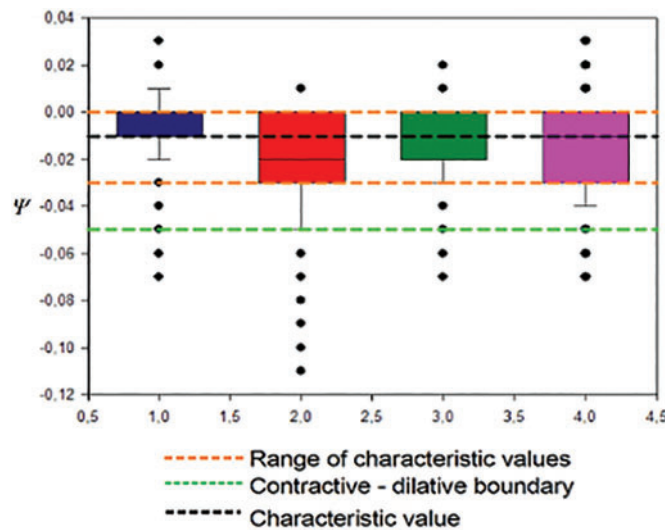 0,04
0,02
0,00
-0,02
-0,04
-0,06
-0,08
-0,10
-0,12
Ψ
0,5 1,0 1,5 2,0 2,5 3,0 3,5 4,0 4,5
Range of characteristic values
Contractive - dilative boundary
Characteristic value